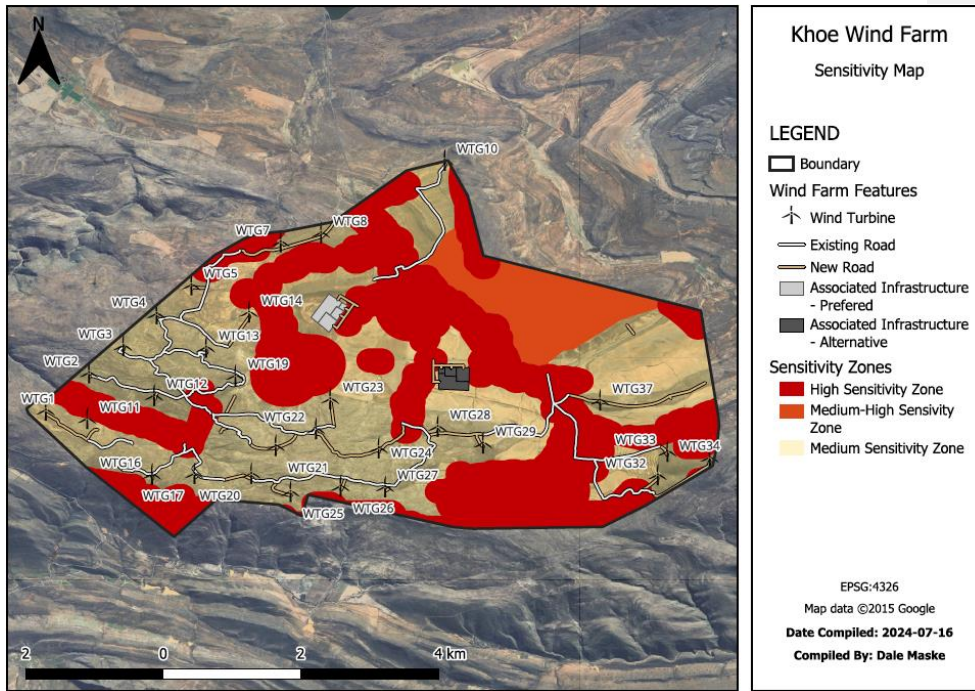 N
WTG10
WTG7
WTG8
WTG5
WTG4
WTG14
WTG3
WTG13
WTG2
WTG19
WTG12
WTG23
WTG37
WTG1
WTG11
WTG22
WTG28
WTG29
WTG33
WTG34
WTG24
WTG16
WTG21
WTG27
WTG32
WTG17
WTG20
WTG25
WTG26
2 0 2 4 km
Khoe Wind Farm
Sensitivity Map
LEGEND
Boundary
Wind Farm Features
Wind Turbine
Existing Road
New Road
Associated Infrastructure
- Prefered
Associated Infrastructure
- Alternative
Sensitivity Zones
High Sensitivity Zone
Medium-High Sensivity
Zone
Medium Sensitivity Zone
EPSG:4326
Map data ©2015 Google
Date Compiled: 2024-07-16
Compiled By: Dale Maske